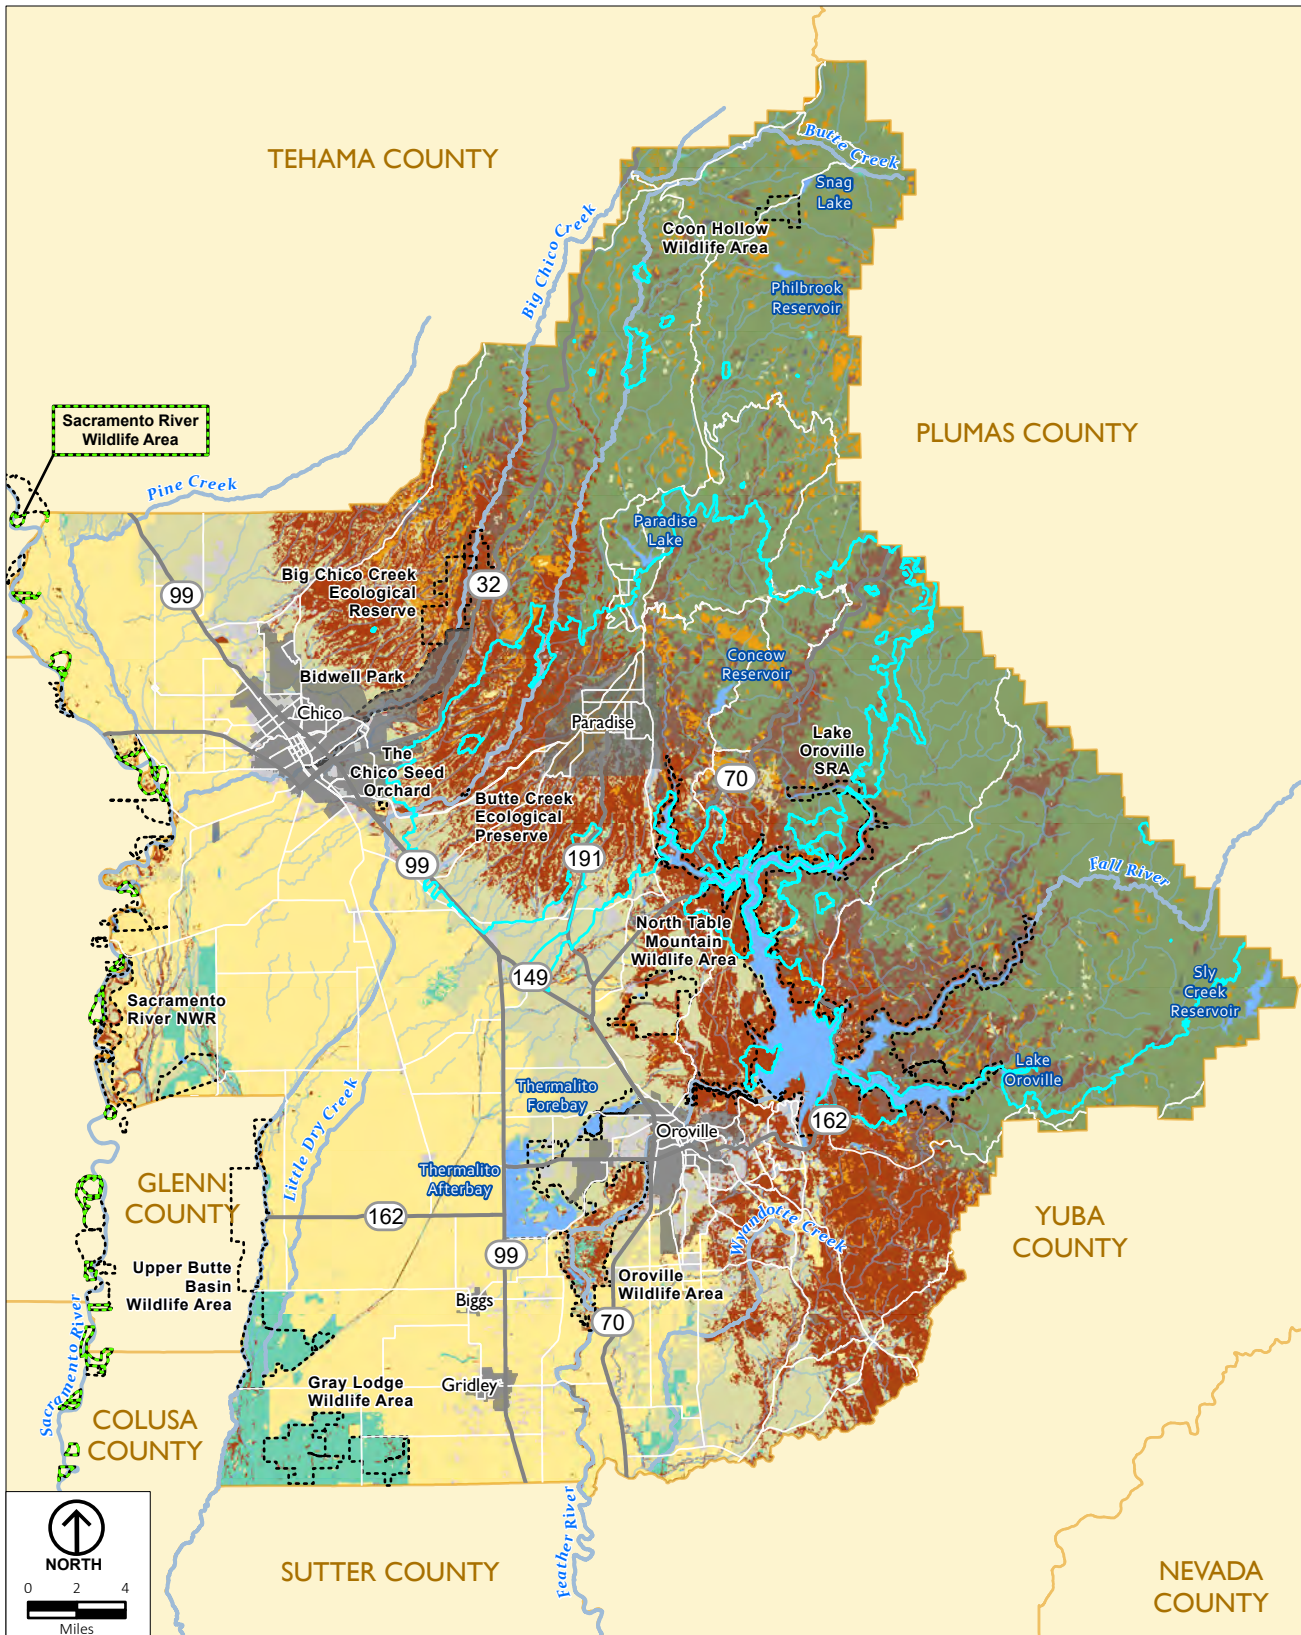 TEHAMA COUNTY
Butte Creek
Snag
Lake
Coon Hollow
Wildlife Area
Big Chico Creek
Philbrook
Reservoir
Sacramento River
Wildlife Area
PLUMAS COUNTY
Pine Creek
Paradise
Lake
Big Chico Creek
Ecological
Reserve
32
99
Concow
Reservoir
Bidwell Park
Chico
Paradise
Lake
Oroville
SRA
The
Chico Seed
Orchard
70
Butte Creek
Ecological
Preserve
99
191
Fall River
North Table
Mountain
Wildlife Area
149
Sly
Creek
Reservoir
Sacramento
River NWR
Lake
Oroville
Thermalito
Forebay
162
Oroville
Little Dry Creek
Thermalito
Afterbay
GLENN
COUNTY
162
YUBA
COUNTY
Wyandotte Creek
99
Upper Butte
Basin
Wildlife Area
Oroville
Wildlife Area
Biggs
70
Sacramento River
Gray Lodge
Wildlife Area
Gridley
COLUSA
COUNTY
Feather River
SUTTER COUNTY
NEVADA
COUNTY
NORTH
0 2 4
Miles